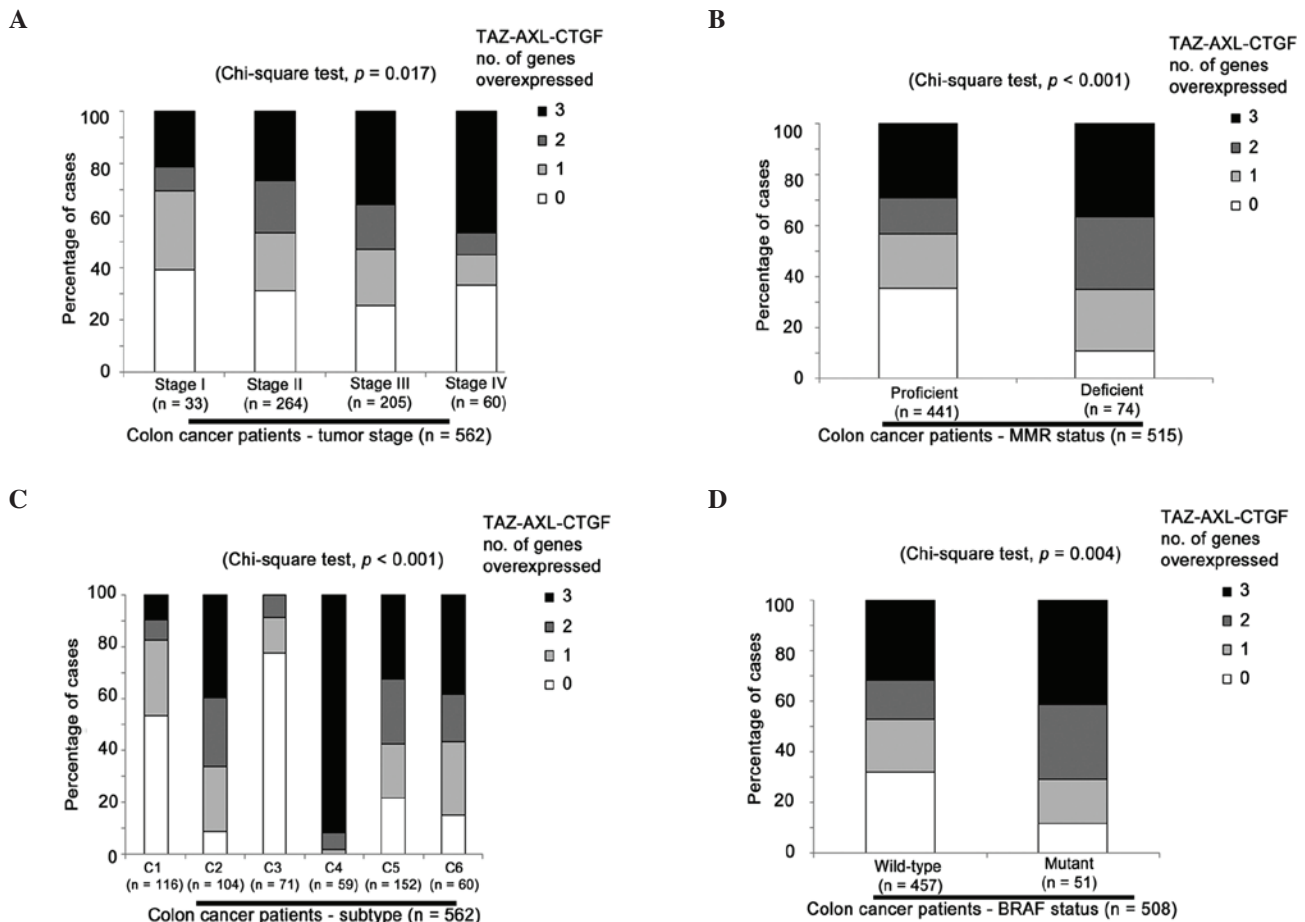 A
TAZ-AXL-CTGF
no. of genes
overexpressed
(Chi-square test, p = 0.017)
3
2
1
0
Percentage of cases
100
80
60
40
20
0
Stage I
(n = 33)
Stage II
(n = 264)
Stage III
(n = 205)
Stage IV
(n = 60)
Colon cancer patients - tumor stage (n = 562)
B
TAZ-AXL-CTGF
no. of genes
overexpressed
(Chi-square test, p < 0.001)
3
2
1
0
Percentage of cases
100
80
60
40
20
0
Proficient
(n = 441)
Deficient
(n = 74)
Colon cancer patients - MMR status (n = 515)
C
TAZ-AXL-CTGF
no. of genes
overexpressed
(Chi-square test, p < 0.001)
3
2
1
0
Percentage of cases
100
80
60
40
20
0
C1
(n = 116)
C2
(n = 104)
C3
(n = 71)
C4
(n = 59)
C5
(n = 152)
C6
(n = 60)
Colon cancer patients - subtype (n = 562)
D
TAZ-AXL-CTGF
no. of genes
overexpressed
(Chi-square test, p = 0.004)
3
2
1
0
Percentage of cases
100
80
60
40
20
0
Wild-type
(n = 457)
Mutant
(n = 51)
Colon cancer patients - BRAF status (n = 508)